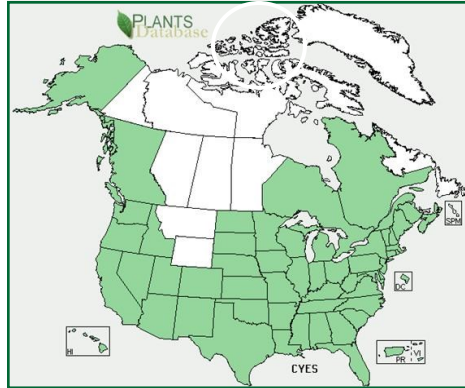 PLANTS
Database
SPM
DC
HI
PR
VI
CYES